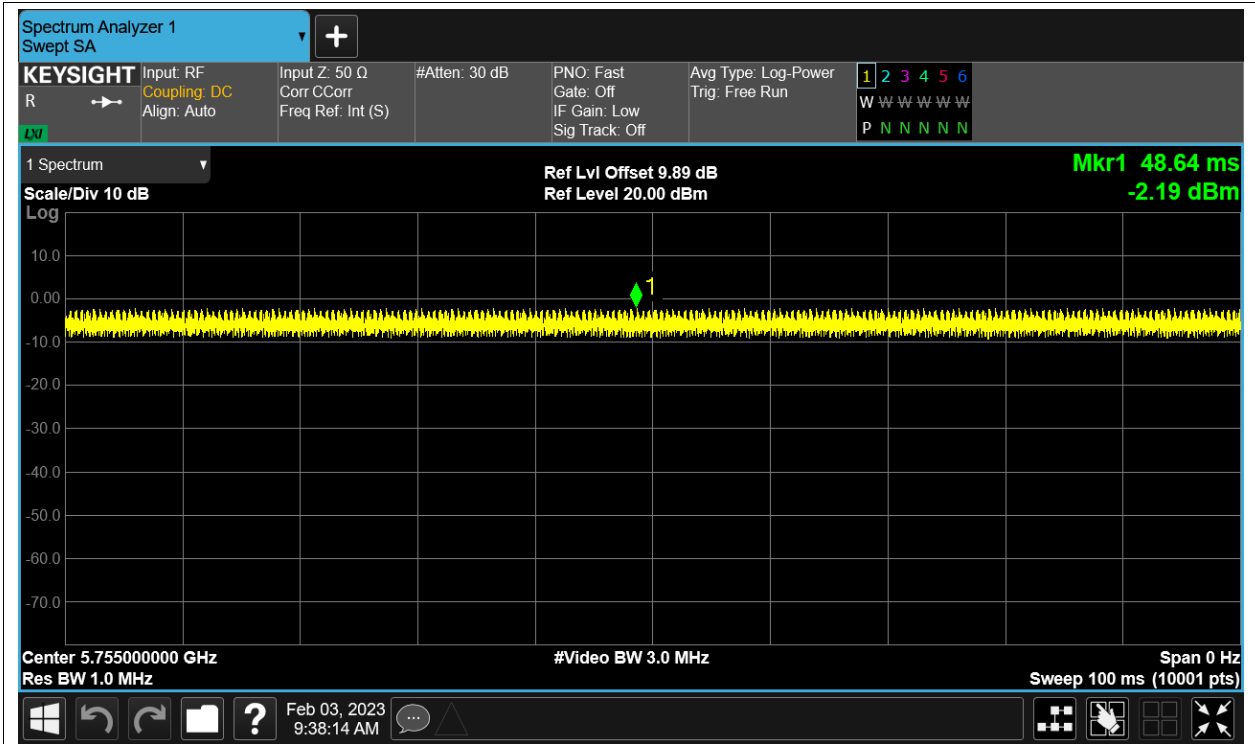 Spectrum Analyzer 1
Swept SA
+
KEYSIGHT
R
LXI
Input: RF
Coupling: DC
Align: Auto
Input Z: 50 Ω
Corr CCorr
Freq Ref: Int (S)
#Atten: 30 dB
PNO: Fast
Gate: Off
IF Gain: Low
Sig Track: Off
Avg Type: Log-Power
Trig: Free Run
1 2 3 4 5 6
W W W W W W
P N N N N N
1 Spectrum
Scale/Div 10 dB
Ref Lvl Offset 9.89 dB
Ref Level 20.00 dBm
Mkr1 48.64 ms
-2.19 dBm
Log
10.0
1
0.00
-10.0
-20.0
-30.0
-40.0
-50.0
-60.0
-70.0
Center 5.755000000 GHz
#Video BW 3.0 MHz
Span 0 Hz
Res BW 1.0 MHz
Sweep 100 ms (10001 pts)
?
Feb 03, 2023
9:38:14 AM